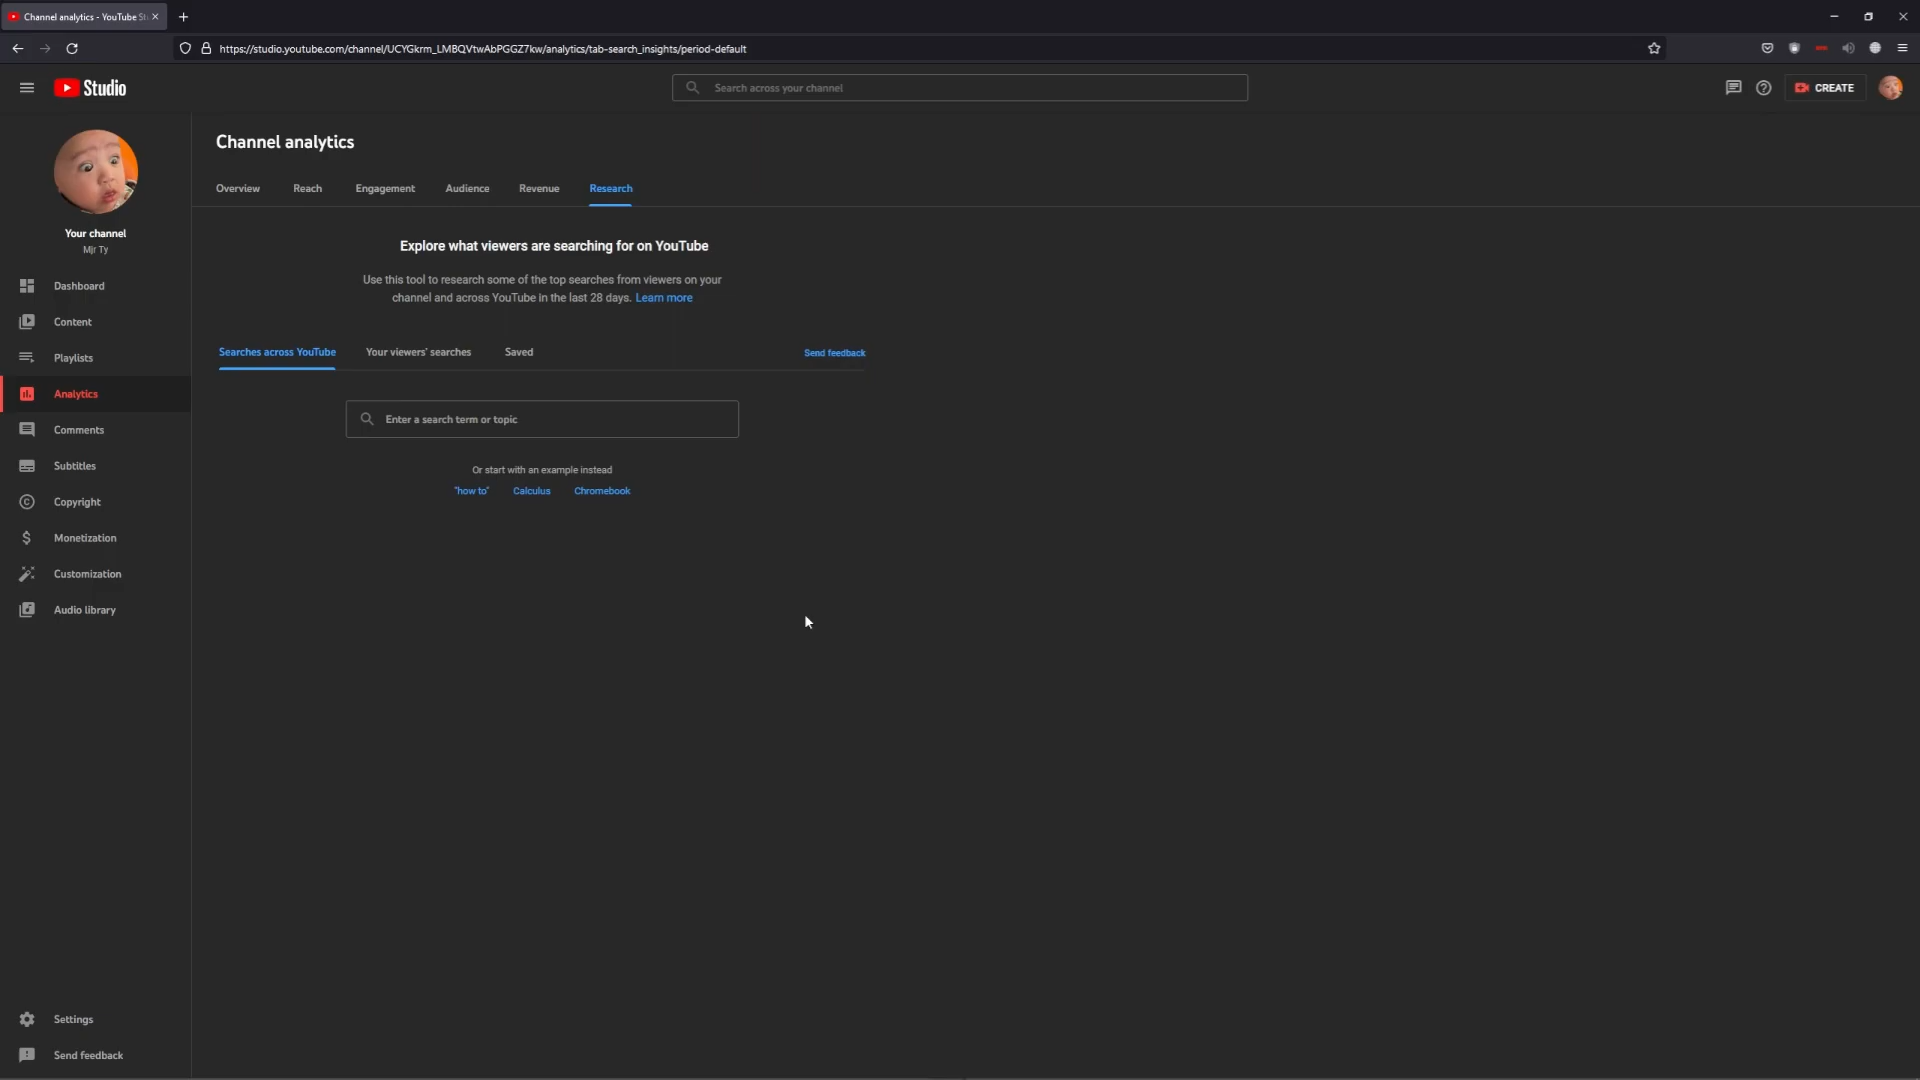 Channel analytics - YouTube St
https://studio.youtube.com/channel/UCYGkrm_LMBQVtwAbPGGZ7kw/analytics/tab-search_insights/period-default
Studio
Search across your channel
CREATE
Your channel
Mjr Ty
Dashboard
Content
Playlists
Analytics
Comments
Subtitles
Copyright
Monetization
Customization
Audio library
Settings
Send feedback
Channel analytics
Overview Reach Engagement Audience Revenue Research
Explore what viewers are searching for on YouTube
Use this tool to research some of the top searches from viewers on your
channel and across YouTube in the last 28 days. Learn more
Searches across YouTube Your viewers' searches Saved Send feedback
Enter a search term or topic
Or start with an example instead
"how to" Calculus Chromebook